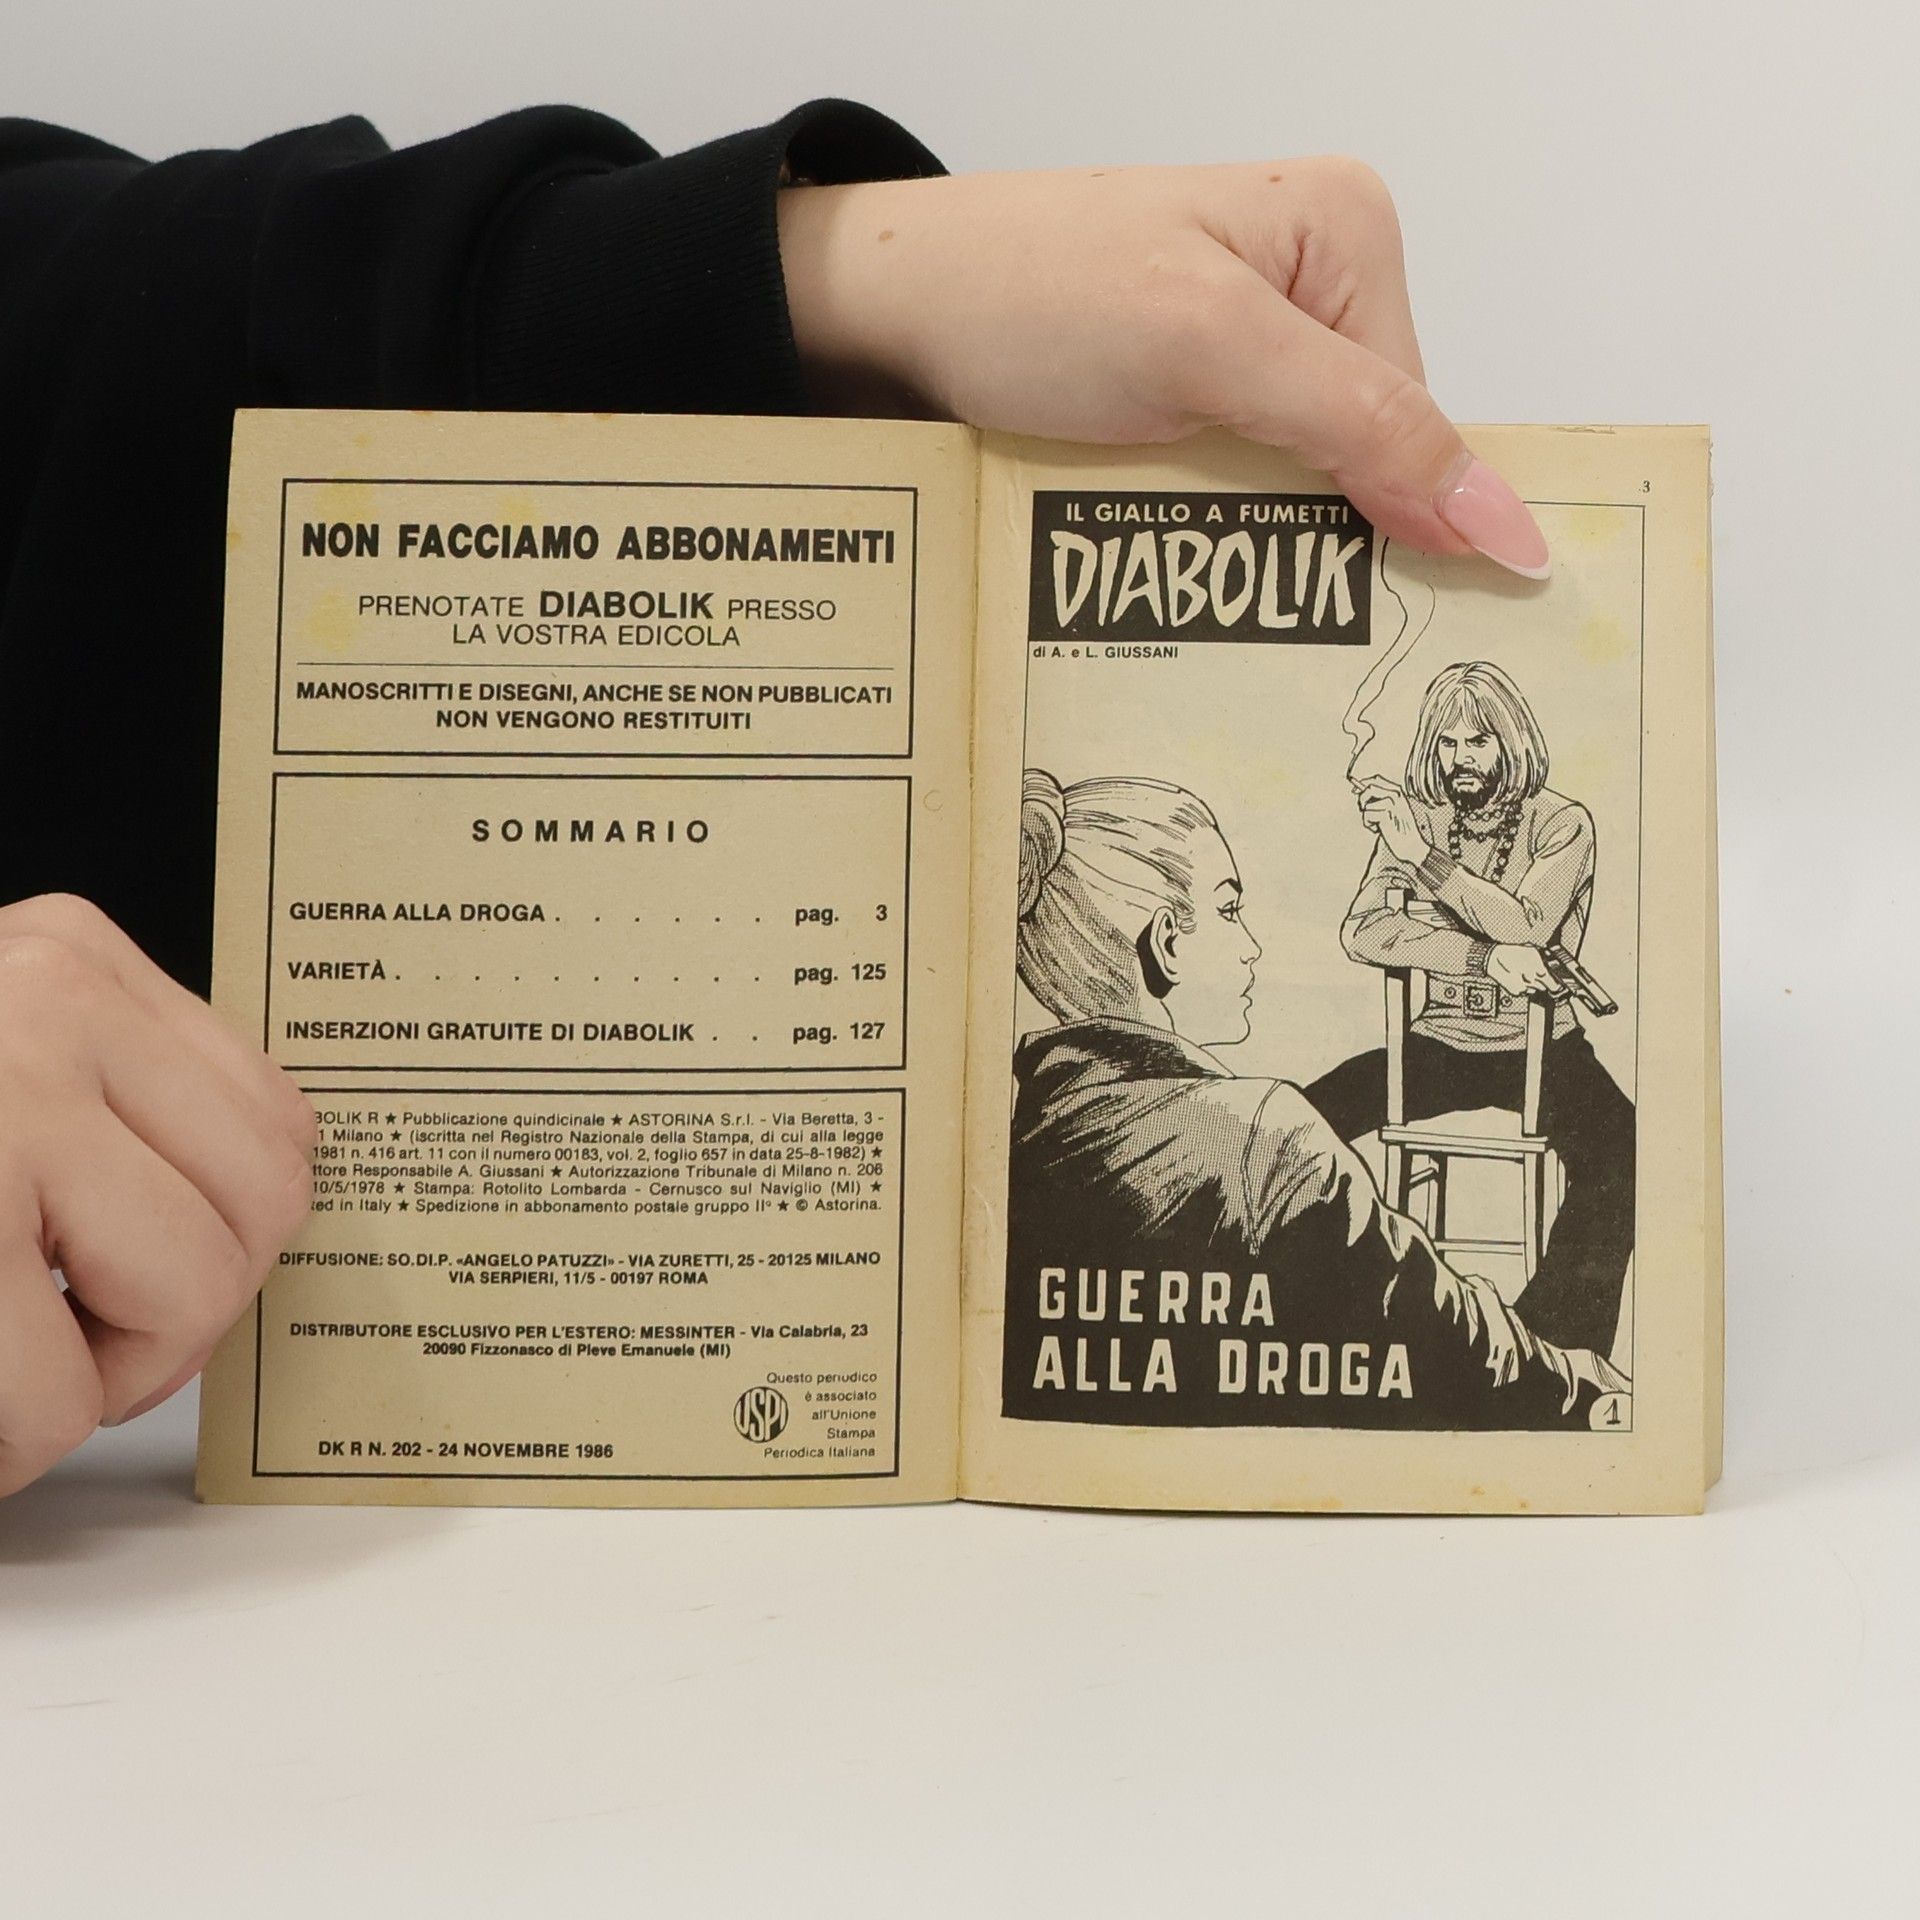 NON FACCIAMO ABBONAMENTI
PRENOTATE DIABOLIK PRESSO
LA VOSTRA EDICOLA
MANOSCRITTI E DISEGNI, ANCHE SE NON PUBBLICATI
NON VENGONO RESTITUITI
SOMMARIO
GUERRA ALLA DROGA . . . . . . pag. 3
VARIETÀ . . . . . . . . . . pag. 125
INSERZIONI GRATUITE DI DIABOLIK . . pag. 127
BOLIK R ★ Pubblicazione quindicinale ★ ASTORINA S.r.l. - Via Beretta, 3 -
1 Milano ★ (iscritta nel Registro Nazionale della Stampa, di cui alla legge
1981 n. 416 art. 11 con il numero 00183, vol. 2, foglio 657 in data 25-8-1982) ★
ttore Responsabile A. Giussani ★ Autorizzazione Tribunale di Milano n. 206
10/5/1978 ★ Stampa: Rotolito Lombarda - Cernusco sul Naviglio (MI) ★
ed in Italy ★ Spedizione in abbonamento postale gruppo II° ★ © Astorina.
DIFFUSIONE: SO.DI.P. «ANGELO PATUZZI» - VIA ZURETTI, 25 - 20125 MILANO
VIA SERPIERI, 11/5 - 00197 ROMA
DISTRIBUTORE ESCLUSIVO PER L'ESTERO: MESSINTER - Via Calabria, 23
20090 Fizzonasco di Pieve Emanuele (MI)
Questo periodico
è associato
all'Unione
Stampa
Periodica Italiana
USPI
DK R N. 202 - 24 NOVEMBRE 1986
3
IL GIALLO A FUMETTI
DIABOLIK
di A. e L. GIUSSANI
GUERRA
ALLA DROGA
1